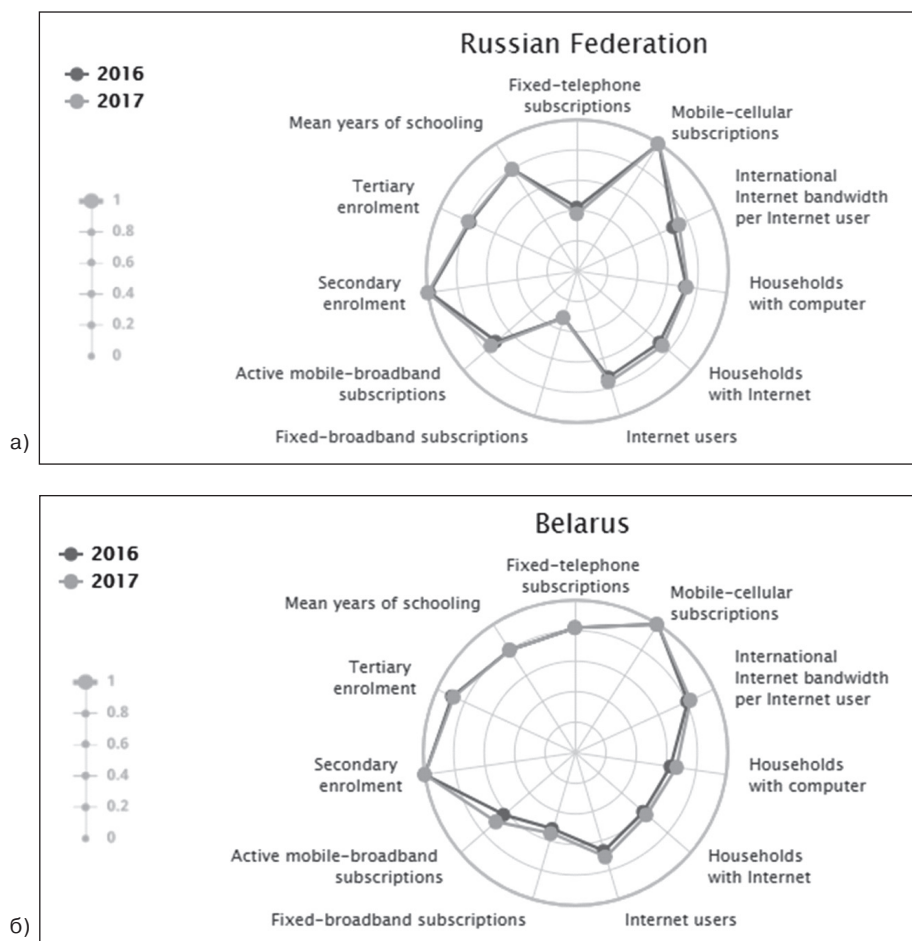 Russian Federation
2016
2017
Fixed-telephone
subscriptions
Mobile-cellular
subscriptions
International
Internet bandwidth
per Internet user
Households
with computer
Households
with Internet
Internet users
Fixed-broadband subscriptions
Active mobile-broadband
subscriptions
Secondary
enrolment
Tertiary
enrolment
Mean years of schooling
1
0.8
0.6
0.4
0.2
0
а)
Belarus
2016
2017
Fixed-telephone
subscriptions
Mobile-cellular
subscriptions
International
Internet bandwidth
per Internet user
Households
with computer
Households
with Internet
Internet users
Fixed-broadband subscriptions
Active mobile-broadband
subscriptions
Secondary
enrolment
Tertiary
enrolment
Mean years of schooling
1
0.8
0.6
0.4
0.2
0
б)